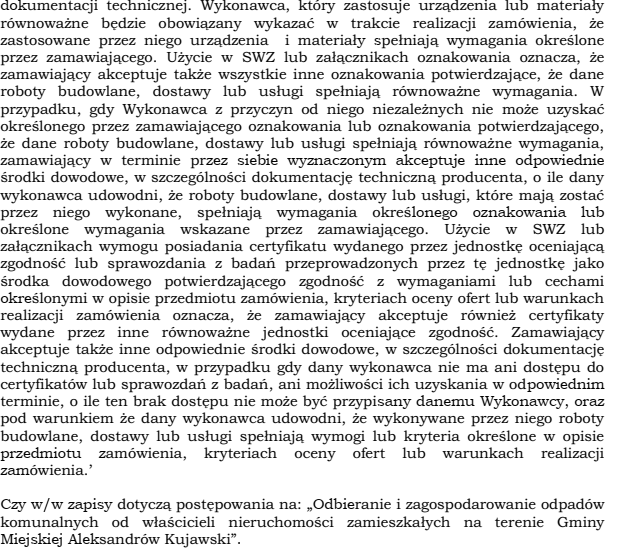 dokumentacji technicznej. Wykonawca, który zastosuje urządzenia lub materiały
równoważne będzie obowiązany wykazać w trakcie realizacji zamówienia, że
zastosowane przez niego urządzenia i materiały spełniają wymagania określone
przez zamawiającego. Użycie w SWZ lub załącznikach oznakowania oznacza, że
zamawiający akceptuje także wszystkie inne oznakowania potwierdzające, że dane
roboty budowlane, dostawy lub usługi spełniają równoważne wymagania. W
przypadku, gdy Wykonawca z przyczyn od niego niezależnych nie może uzyskać
określonego przez zamawiającego oznakowania lub oznakowania potwierdzającego,
że dane roboty budowlane, dostawy lub usługi spełniają równoważne wymagania,
zamawiający w terminie przez siebie wyznaczonym akceptuje inne odpowiednie
środki dowodowe, w szczególności dokumentację techniczną producenta, o ile dany
wykonawca udowodni, że roboty budowlane, dostawy lub usługi, które mają zostać
przez niego wykonane, spełniają wymagania określonego oznakowania lub
określone wymagania wskazane przez zamawiającego. Użycie w SWZ lub
załącznikach wymogu posiadania certyfikatu wydanego przez jednostkę oceniającą
zgodność lub sprawozdania z badań przeprowadzonych przez tę jednostkę jako
środka dowodowego potwierdzającego zgodność z wymaganiami lub cechami
określonymi w opisie przedmiotu zamówienia, kryteriach oceny ofert lub warunkach
realizacji zamówienia oznacza, że zamawiający akceptuje również certyfikaty
wydane przez inne równoważne jednostki oceniające zgodność. Zamawiający
akceptuje także inne odpowiednie środki dowodowe, w szczególności dokumentację
techniczną producenta, w przypadku gdy dany wykonawca nie ma ani dostępu do
certyfikatów lub sprawozdań z badań, ani możliwości ich uzyskania w odpowiednim
terminie, o ile ten brak dostępu nie może być przypisany danemu Wykonawcy, oraz
pod warunkiem że dany wykonawca udowodni, że wykonywane przez niego roboty
budowlane, dostawy lub usługi spełniają wymogi lub kryteria określone w opisie
przedmiotu zamówienia, kryteriach oceny ofert lub warunkach realizacji
zamówienia.’
Czy w/w zapisy dotyczą postępowania na: „Odbieranie i zagospodarowanie odpadów
komunalnych od właścicieli nieruchomości zamieszkałych na terenie Gminy
Miejskiej Aleksandrów Kujawski”.